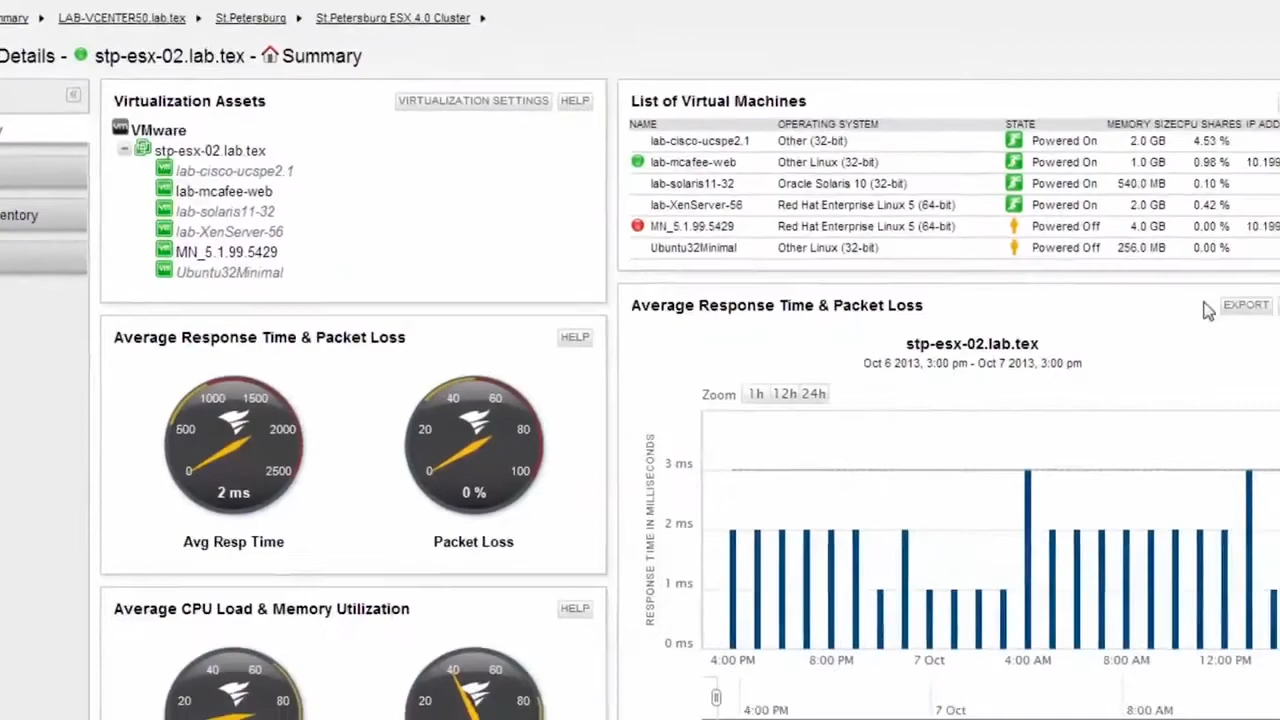 mmary LAB-VCENTER50.lab.tex St.Petersburg St.Petersburg ESX 4.0 Cluster
Details - stp-esx-02.lab.tex - Summary
Virtualization Assets VIRTUALIZATION SETTINGS HELP
VMware
stp-esx-02.lab.tex
lab-cisco-ucspe2.1
lab-mcafee-web
lab-solaris11-32
lab-XenServer-56
MN_5.1.99.5429
Ubuntu32Minimal
y
entory
List of Virtual Machines
NAME OPERATING SYSTEM STATE MEMORY SIZE CPU SHARES IP ADD
lab-cisco-ucspe2.1 Other (32-bit) Powered On 2.0 GB 4.53 %
lab-mcafee-web Other Linux (32-bit) Powered On 1.0 GB 0.98 % 10.199
lab-solaris11-32 Oracle Solaris 10 (32-bit) Powered On 540.0 MB 0.10 %
lab-XenServer-56 Red Hat Enterprise Linux 5 (64-bit) Powered On 2.0 GB 0.42 %
MN_5.1.99.5429 Red Hat Enterprise Linux 5 (64-bit) Powered Off 4.0 GB 0.00 % 10.199
Ubuntu32Minimal Other Linux (32-bit) Powered Off 256.0 MB 0.00 %
Average Response Time & Packet Loss HELP
500 1000 1500 2000
0 2500
2 ms
Avg Resp Time
20 40 60 80
0 100
0 %
Packet Loss
Average CPU Load & Memory Utilization HELP
20 40 60 80
20 40 60 80
Average Response Time & Packet Loss EXPORT
stp-esx-02.lab.tex
Oct 6 2013, 3:00 pm - Oct 7 2013, 3:00 pm
Zoom 1h 12h 24h
RESPONSE TIME IN MILLISECONDS
3 ms
2 ms
1 ms
0 ms
4:00 PM 8:00 PM 7 Oct 4:00 AM 8:00 AM 12:00 PM
4:00 PM 7 Oct 8:00 AM